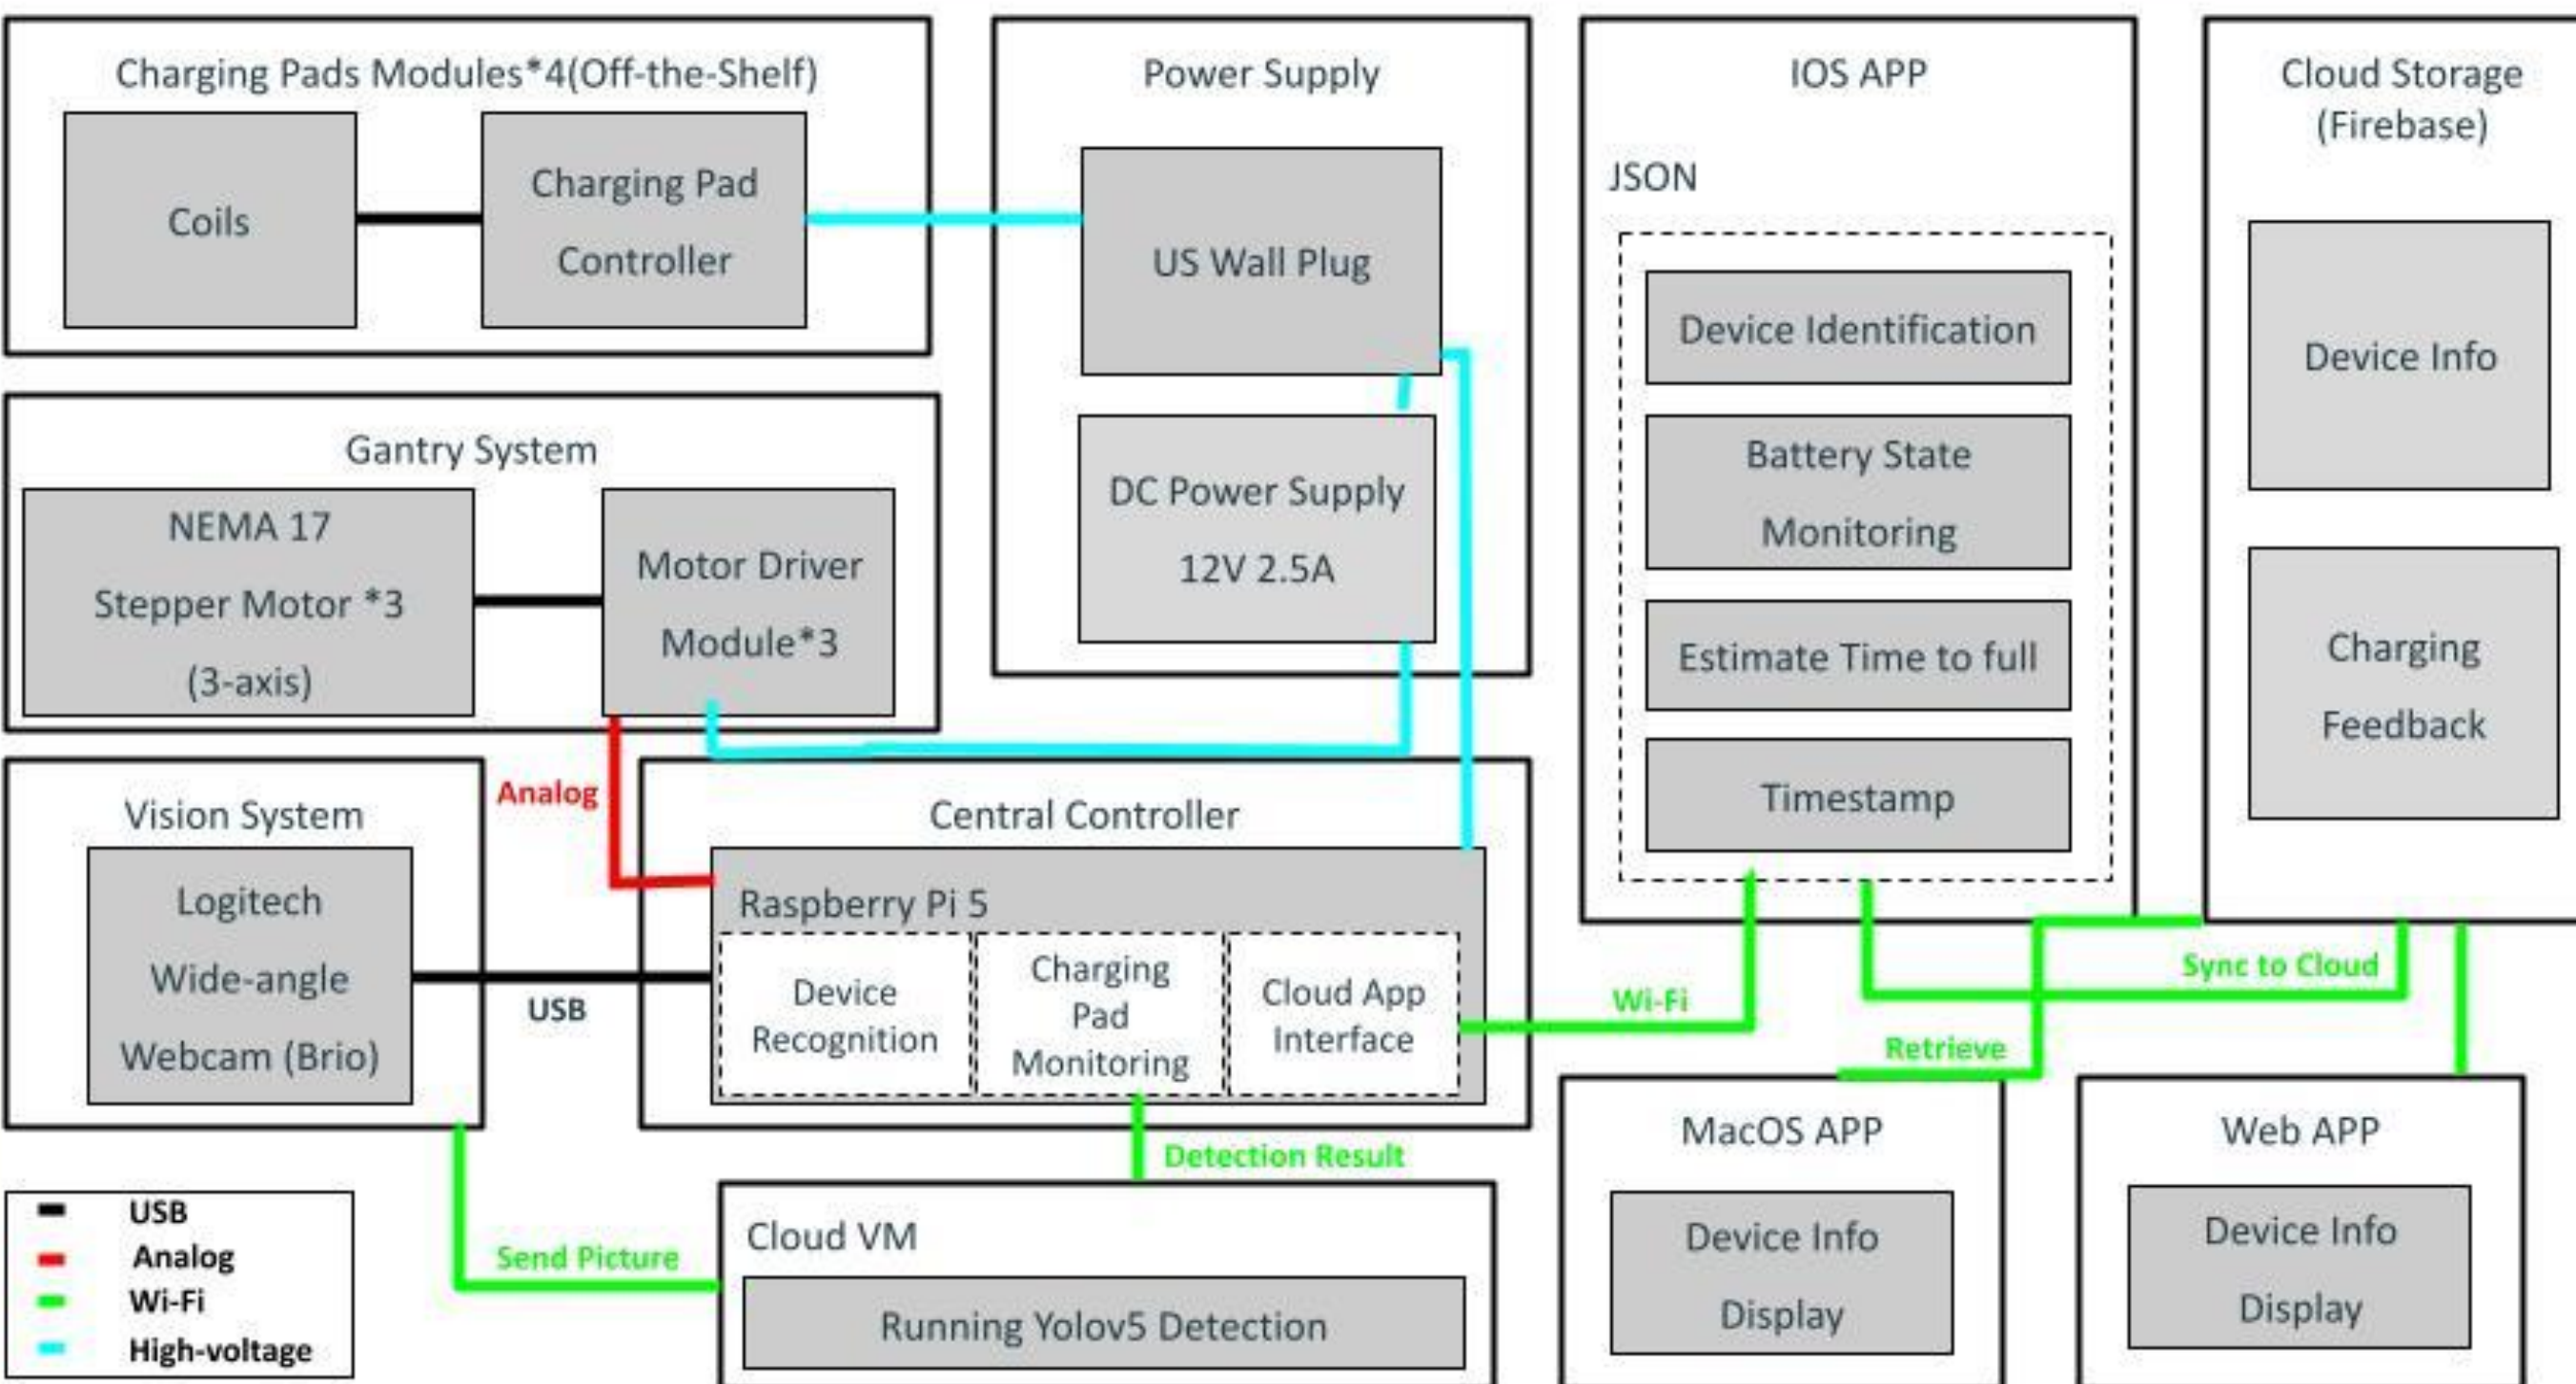 Charging Pads Modules*4(Off-the-Shelf)
Coils
Charging Pad
Controller
Power Supply
US Wall Plug
DC Power Supply
12V 2.5A
IOS APP
JSON
Device Identification
Battery State
Monitoring
Estimate Time to full
Timestamp
Cloud Storage
(Firebase)
Device Info
Charging
Feedback
Gantry System
NEMA 17
Stepper Motor *3
(3-axis)
Motor Driver
Module*3
Analog
Vision System
Logitech
Wide-angle
Webcam (Brio)
USB
Central Controller
Raspberry Pi 5
Device
Recognition
Charging
Pad
Monitoring
Cloud App
Interface
Wi-Fi
Sync to Cloud
Retrieve
Detection Result
Send Picture
Cloud VM
Running Yolov5 Detection
MacOS APP
Device Info
Display
Web APP
Device Info
Display
USB
Analog
Wi-Fi
High-voltage